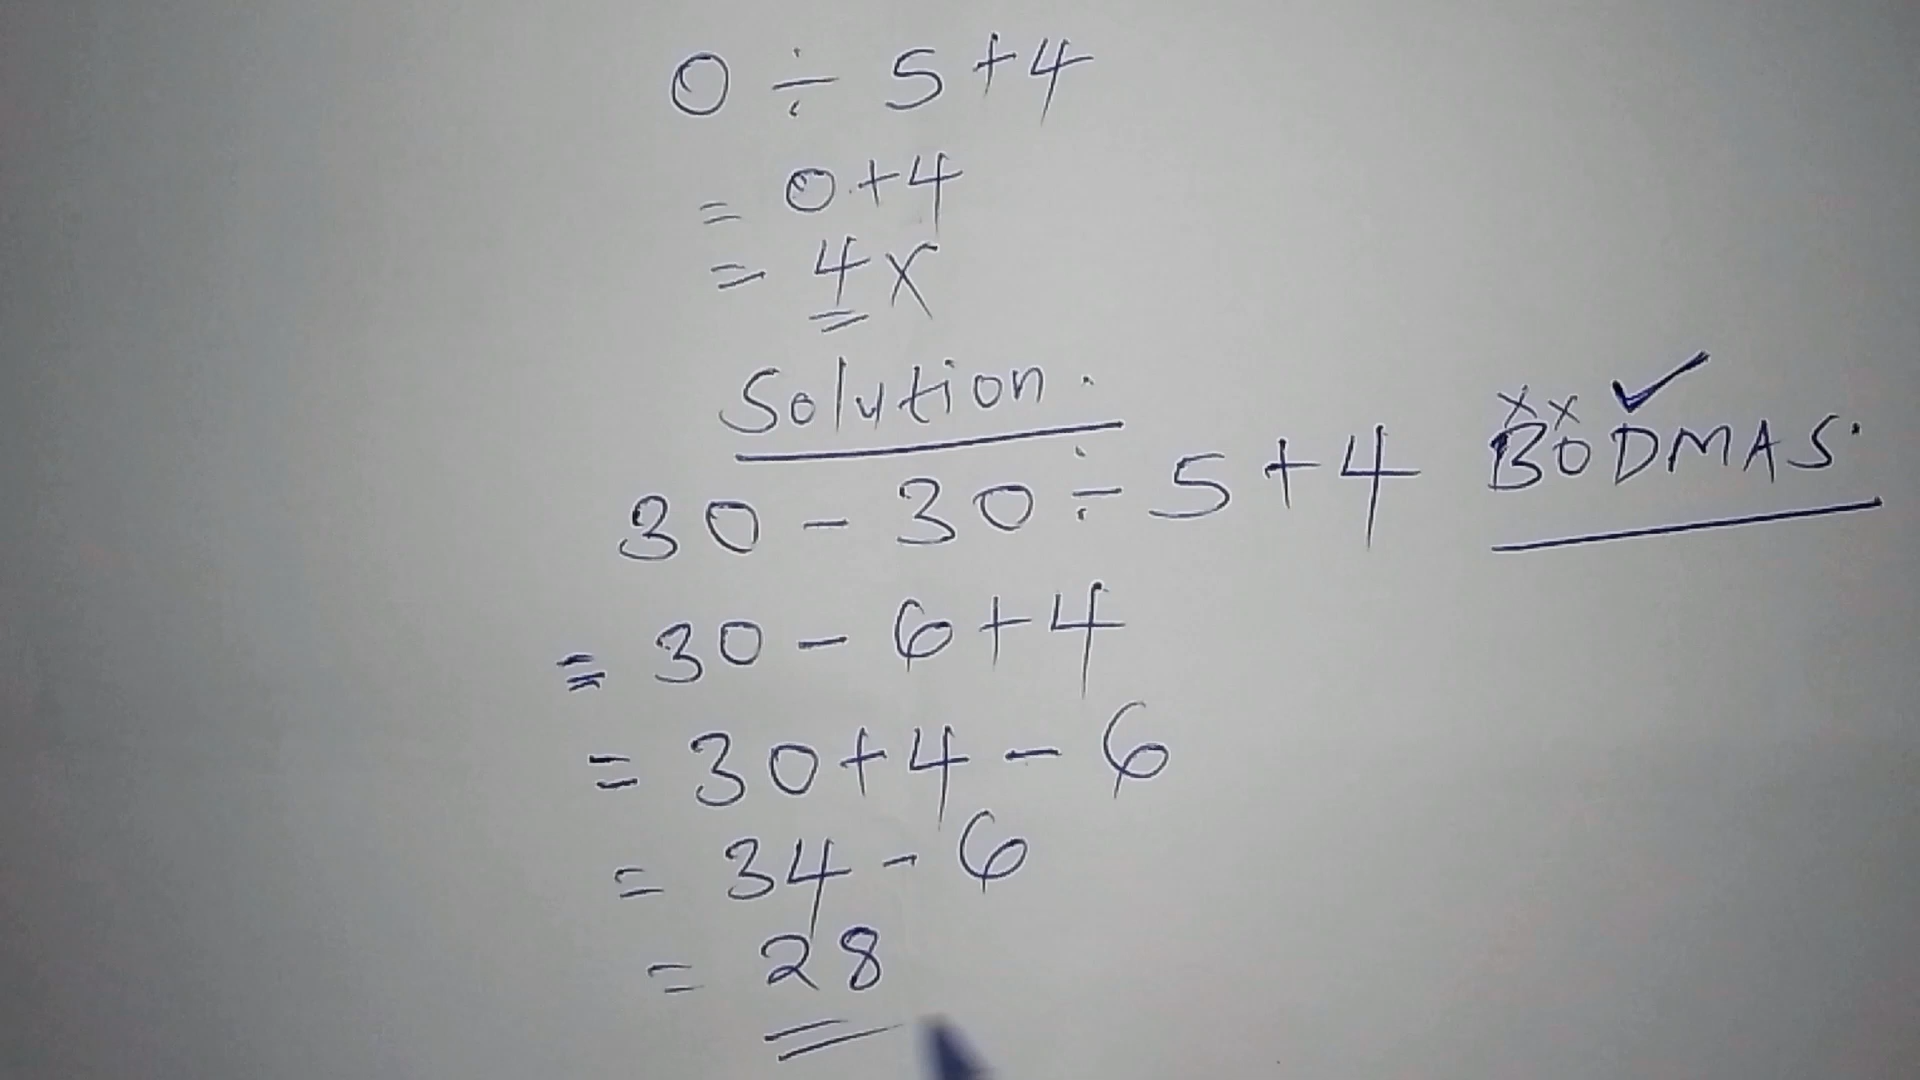 0 ÷ 5 + 4
= 0 + 4
= 4 X
Solution.
30 - 30 ÷ 5 + 4
X X ✓
BODMAS.
= 30 - 6 + 4
= 30 + 4 - 6
= 34 - 6
= 28